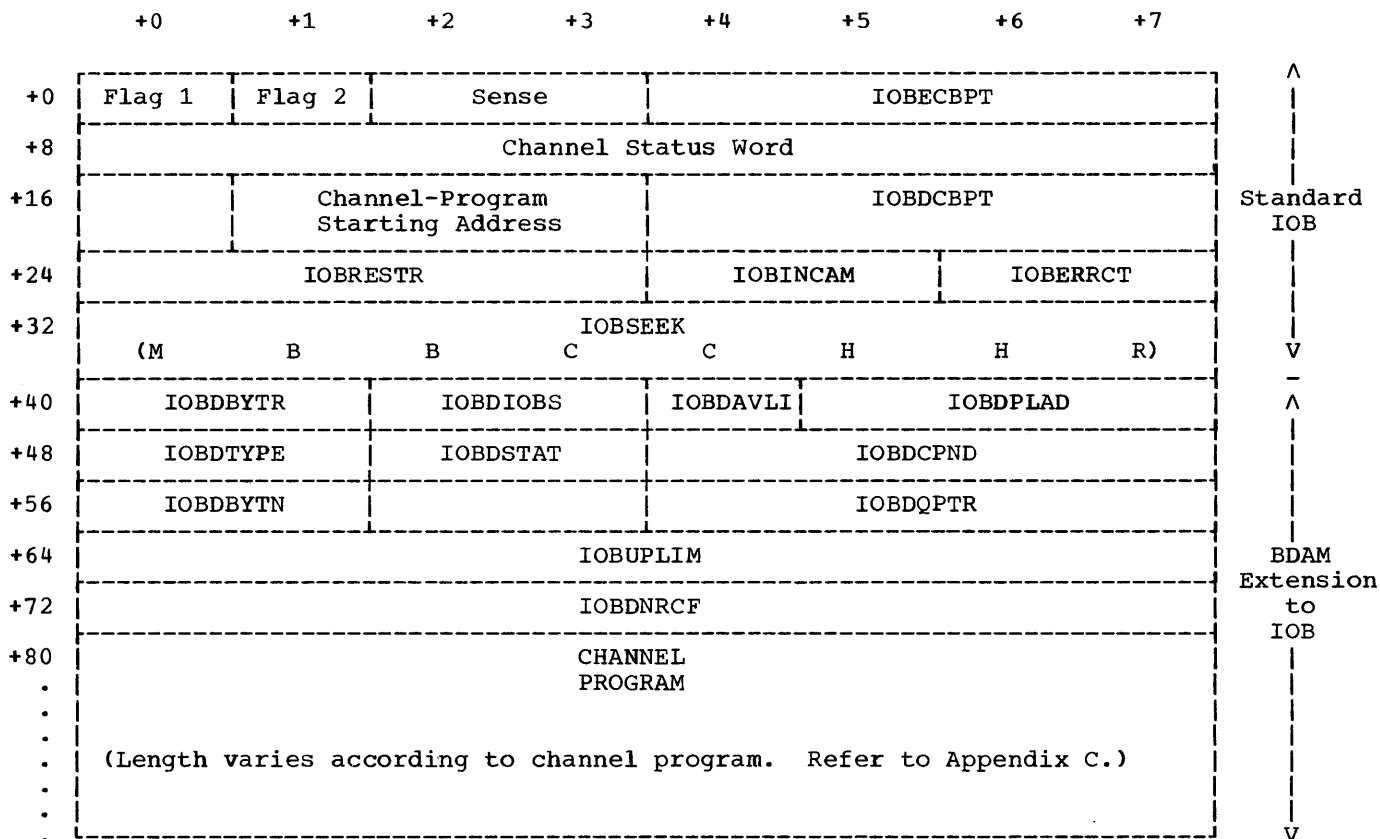 +0 +1 +2 +3 +4 +5 +6 +7
+0 Flag 1 Flag 2 Sense IOBECBPT
+8 Channel Status Word
+16 Channel-Program IOBDCBPT Standard
Starting Address IOB
+24 IOBRESTR IOBINCAM IOBERRCT
+32 IOBSEEK
(M B B C C H H R)
+40 IOBDBYTR IOBDIOBS IOBDAVLI IOBDPLAD
+48 IOBDTYPE IOBDSTAT IOBDCPND
+56 IOBDBYTN IOBDQPTR
+64 IOBUPLIM BDAM
Extension
+72 IOBDNRCF to
IOB
+80 CHANNEL
PROGRAM
(Length varies according to channel program. Refer to Appendix C.)